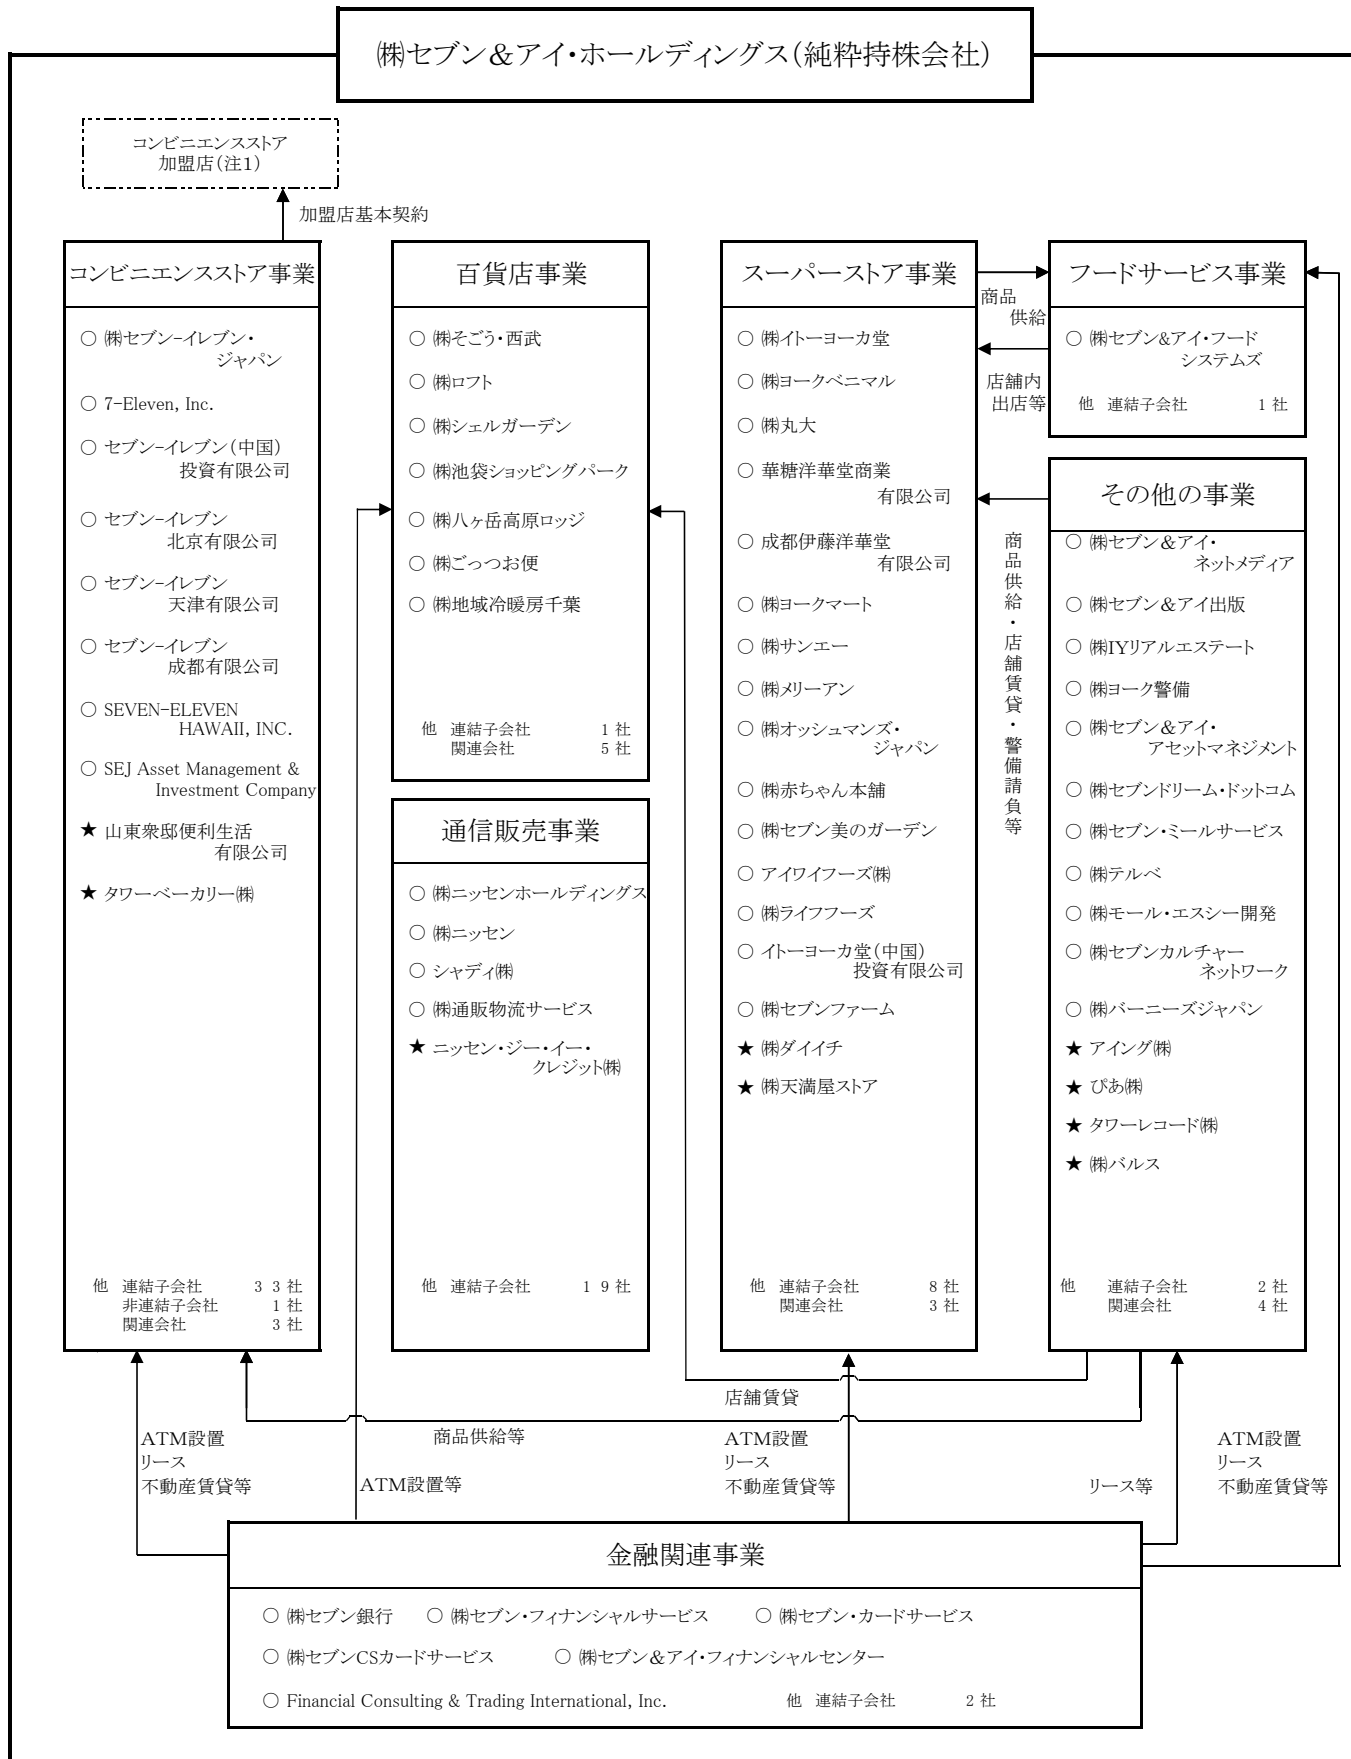 ㈱セブン＆アイ・ホールディングス（純粋持株会社）
コンビニエンスストア
加盟店（注１）
加盟店基本契約
コンビニエンスストア事業
○ ㈱セブン-イレブン・
ジャパン
○ 7-Eleven, Inc.
○ セブン-イレブン（中国）
投資有限公司
○ セブン-イレブン
北京有限公司
○ セブン-イレブン
天津有限公司
○ セブン-イレブン
成都有限公司
○ SEVEN-ELEVEN
HAWAII, INC.
○ SEJ Asset Management &
Investment Company
★ 山東衆邸便利生活
有限公司
★ タワーベーカリー㈱
他 連結子会社 ３３社
非連結子会社 １社
関連会社 ３社
百貨店事業
○ ㈱そごう・西武
○ ㈱ロフト
○ ㈱シェルガーデン
○ ㈱池袋ショッピングパーク
○ ㈱八ヶ岳高原ロッジ
○ ㈱ごっつお便
○ ㈱地域冷暖房千葉
他 連結子会社 １社
関連会社 ５社
通信販売事業
○ ㈱ニッセンホールディングス
○ ㈱ニッセン
○ シャディ㈱
○ ㈱通販物流サービス
★ ニッセン・ジー・イー・
クレジット㈱
他 連結子会社 １９社
スーパーストア事業
○ ㈱イトーヨーカ堂
○ ㈱ヨークベニマル
○ ㈱丸大
○ 華糖洋華堂商業
有限公司
○ 成都伊藤洋華堂
有限公司
○ ㈱ヨークマート
○ ㈱サンエー
○ ㈱メリーアン
○ ㈱オッシュマンズ・
ジャパン
○ ㈱赤ちゃん本舗
○ ㈱セブン美のガーデン
○ アイワイフーズ㈱
○ ㈱ライフフーズ
○ イトーヨーカ堂（中国）
投資有限公司
○ ㈱セブンファーム
★ ㈱ダイイチ
★ ㈱天満屋ストア
他 連結子会社 ８社
関連会社 ３社
商品
供給
店舗内
出店等
商品供給・店舗賃貸・警備請負等
フードサービス事業
○ ㈱セブン&アイ・フード
システムズ
他 連結子会社 １社
その他の事業
○ ㈱セブン＆アイ・
ネットメディア
○ ㈱セブン＆アイ出版
○ ㈱IYリアルエステート
○ ㈱ヨーク警備
○ ㈱セブン＆アイ・
アセットマネジメント
○ ㈱セブンドリーム・ドットコム
○ ㈱セブン・ミールサービス
○ ㈱テルベ
○ ㈱モール・エスシー開発
○ ㈱セブンカルチャー
ネットワーク
○ ㈱バーニーズジャパン
★ アイング㈱
★ ぴあ㈱
★ タワーレコード㈱
★ ㈱バルス
他 連結子会社 ２社
関連会社 ４社
店舗賃貸
商品供給等
ATM設置
リース
不動産賃貸等
ATM設置等
ATM設置
リース
不動産賃貸等
リース等
ATM設置
リース
不動産賃貸等
金融関連事業
○ ㈱セブン銀行 ○ ㈱セブン・フィナンシャルサービス ○ ㈱セブン・カードサービス
○ ㈱セブンCSカードサービス ○ ㈱セブン＆アイ・フィナンシャルセンター
○ Financial Consulting & Trading International, Inc. 他 連結子会社 ２社